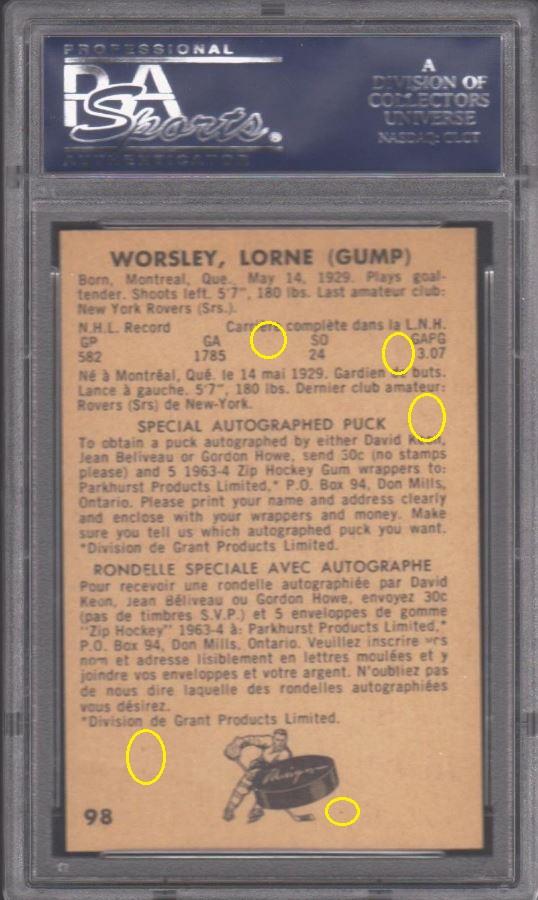 PROFESSIONAL
PSA
Sports®
AUTHENTICATOR
A
DIVISION OF
COLLECTORS
UNIVERSE
NASDAQ: CLCT
WORSLEY, LORNE (GUMP)
Born, Montreal, Que., May 14, 1929. Plays goal-
tender. Shoots left. 5'7", 180 lbs. Last amateur club:
New York Rovers (Srs.).
N.H.L. Record Carrière complète dans la L.N.H.
GP GA SO GAPG
582 1785 24 3.07
Né à Montréal, Qué. le 14 mai 1929. Gardien de buts.
Lance à gauche. 5'7", 180 lbs. Dernier club amateur:
Rovers (Srs) de New-York.
SPECIAL AUTOGRAPHED PUCK
To obtain a puck autographed by either David Keon,
Jean Beliveau or Gordon Howe, send 30c (no stamps
please) and 5 1963-4 Zip Hockey Gum wrappers to:
Parkhurst Products Limited,* P.O. Box 94, Don Mills,
Ontario. Please print your name and address clearly
and enclose with your wrappers and money. Make
sure you tell us which autographed puck you want.
*Division de Grant Products Limited.
RONDELLE SPECIALE AVEC AUTOGRAPHE
Pour recevoir une rondelle autographiée par David
Keon, Jean Béliveau ou Gordon Howe, envoyez 30c
(pas de timbres S.V.P.) et 5 enveloppes de gomme
"Zip Hockey" 1963-4 à: Parkhurst Products Limited,*
P.O. Box 94, Don Mills, Ontario. Veuillez inscrire vos
nom et adresse lisiblement en lettres moulées et y
joindre vos enveloppes et votre argent. N'oubliez pas
de nous dire laquelle des rondelles autographiées
vous désirez.
*Division de Grant Products Limited.
98